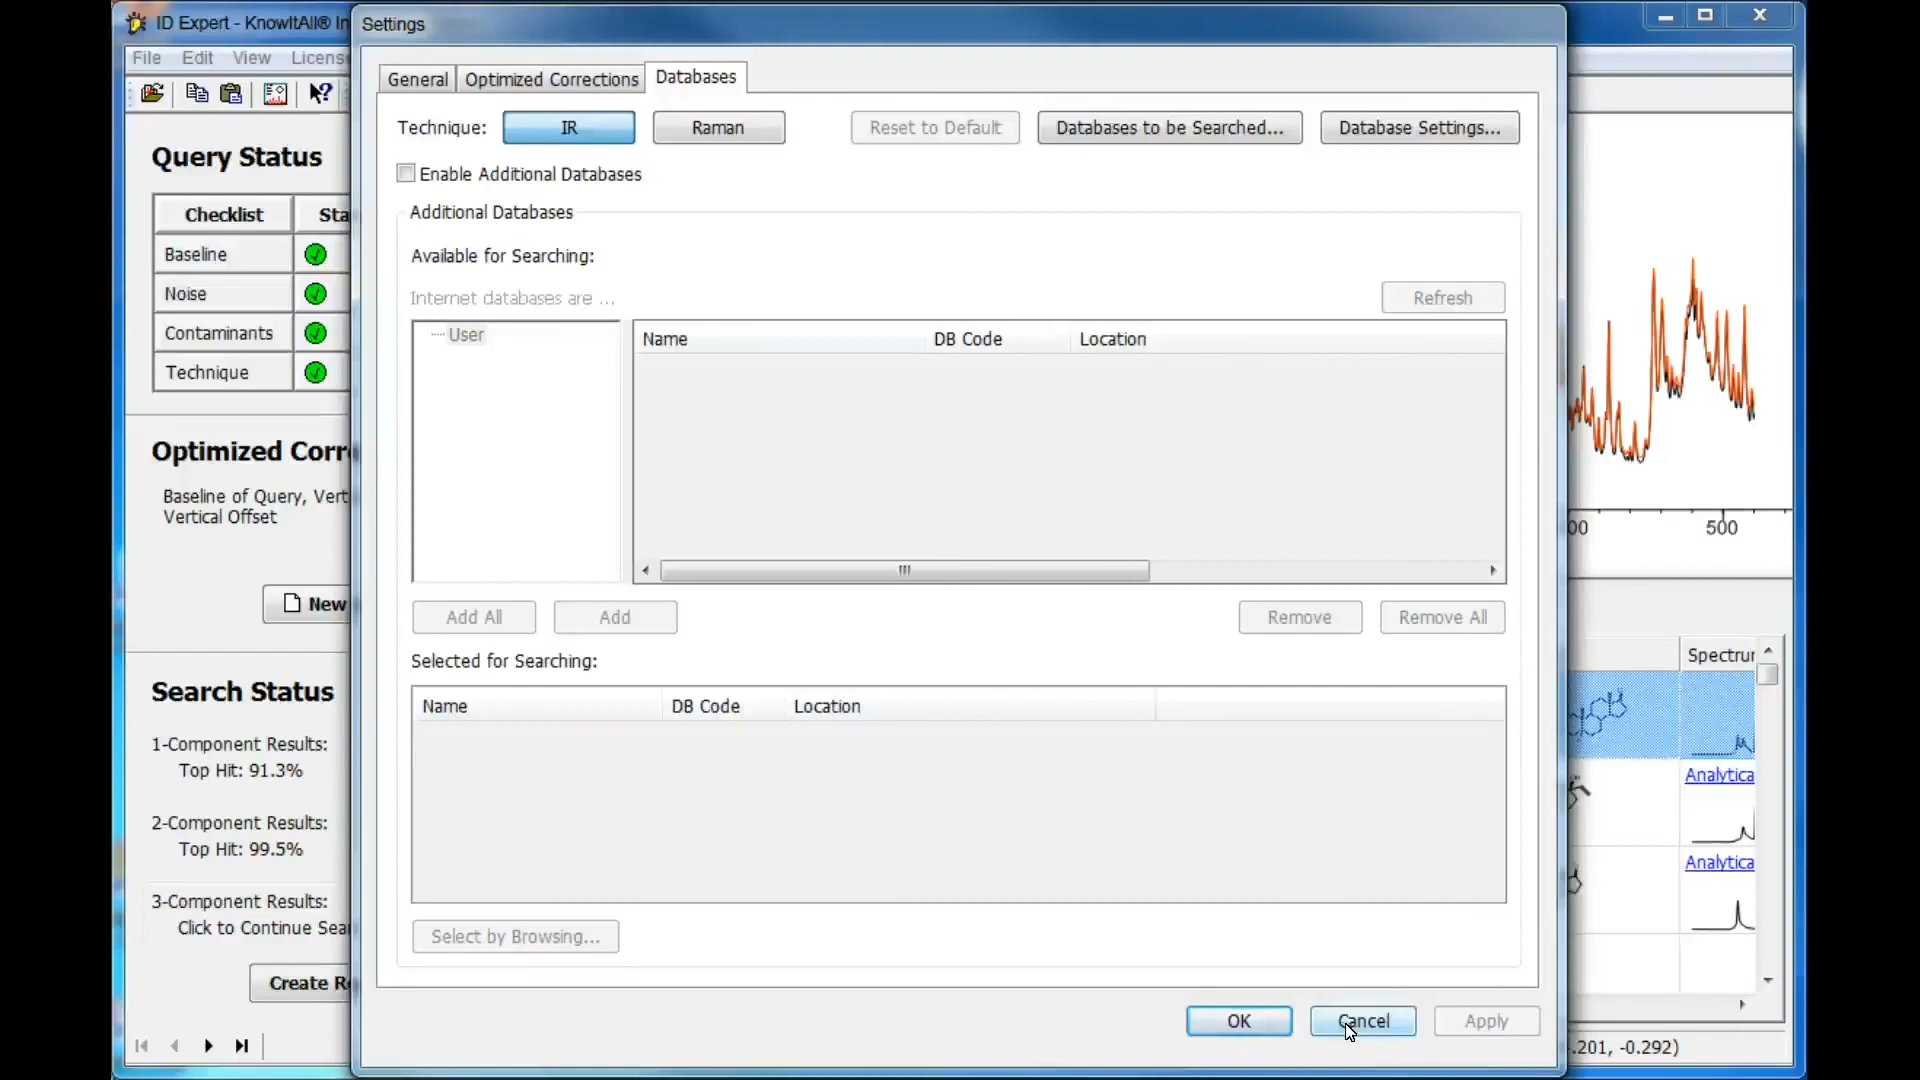 ID Expert - KnowItAll® In
Settings
File Edit View License
General Optimized Corrections Databases
Technique: IR Raman Reset to Default Databases to be Searched... Database Settings...
Enable Additional Databases
Additional Databases
Available for Searching:
Internet databases are ...
Refresh
User
Name DB Code Location
Add All Add Remove Remove All
Selected for Searching:
Name DB Code Location
Select by Browsing...
OK Cancel Apply
Query Status
Checklist Sta
Baseline
Noise
Contaminants
Technique
Optimized Corre
Baseline of Query, Vert
Vertical Offset
New
Search Status
1-Component Results:
Top Hit: 91.3%
2-Component Results:
Top Hit: 99.5%
3-Component Results:
Click to Continue Sear
Create Re
00 500
Spectrur
Analytica
Analytica
.201, -0.292)